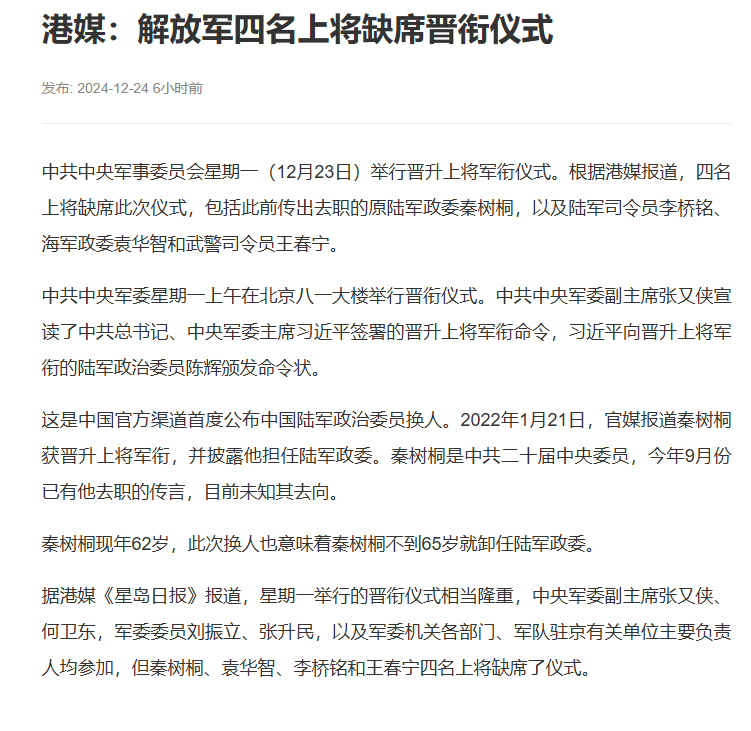 港媒：解放军四名上将缺席晋衔仪式
发布: 2024-12-24 6小时前
中共中央军事委员会星期一（12月23日）举行晋升上将军衔仪式。根据港媒报道，四名
上将缺席此次仪式，包括此前传出去职的原陆军政委秦树桐，以及陆军司令员李桥铭、
海军政委袁华智和武警司令员王春宁。
中共中央军委星期一上午在北京八一大楼举行晋衔仪式。中共中央军委副主席张又侠宣
读了中共总书记、中央军委主席习近平签署的晋升上将军衔命令，习近平向晋升上将军
衔的陆军政治委员陈辉颁发命令状。
这是中国官方渠道首度公布中国陆军政治委员换人。2022年1月21日，官媒报道秦树桐
获晋升上将军衔，并披露他担任陆军政委。秦树桐是中共二十届中央委员，今年9月份
已有他去职的传言，目前未知其去向。
秦树桐现年62岁，此次换人也意味着秦树桐不到65岁就卸任陆军政委。
据港媒《星岛日报》报道，星期一举行的晋衔仪式相当隆重，中央军委副主席张又侠、
何卫东，军委委员刘振立、张升民，以及军委机关各部门、军队驻京有关单位主要负责
人均参加，但秦树桐、袁华智、李桥铭和王春宁四名上将缺席了仪式。